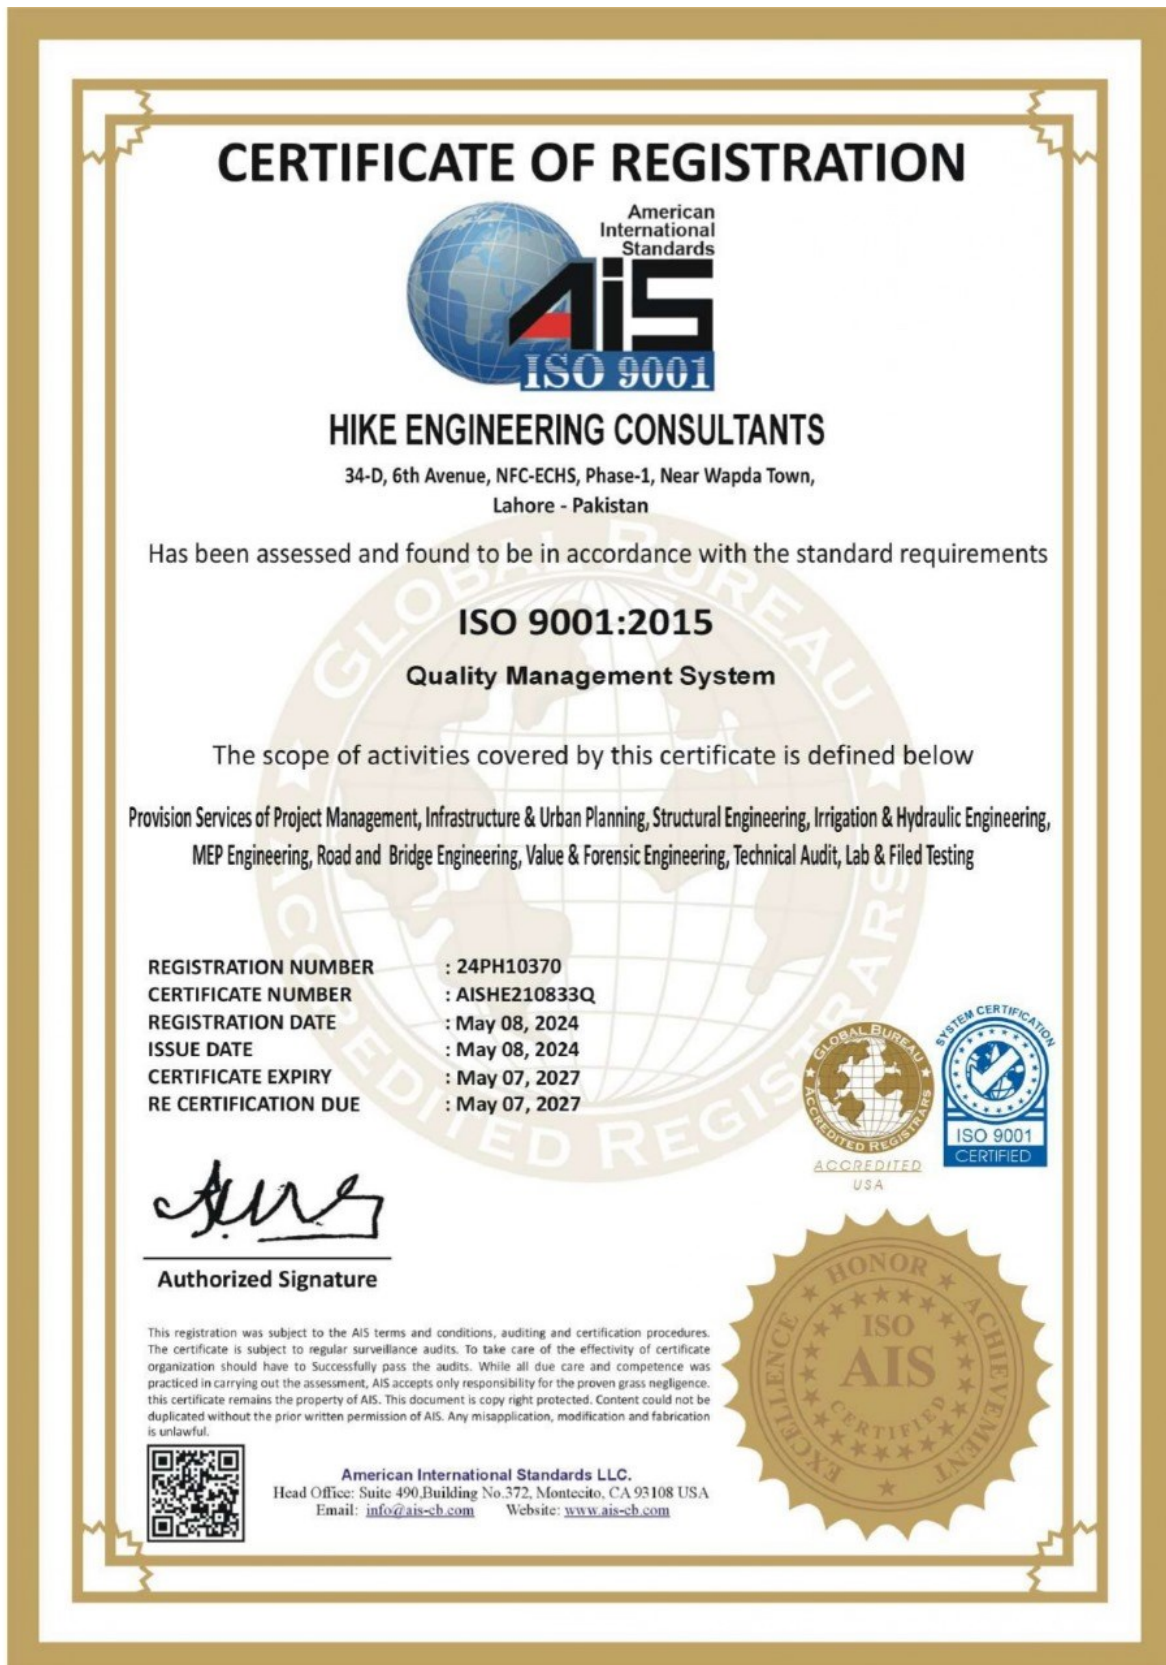 CERTIFICATE OF REGISTRATION
American
International
Standards
AiS
ISO 9001
HIKE ENGINEERING CONSULTANTS
34-D, 6th Avenue, NFC-ECHS, Phase-1, Near Wapda Town,
Lahore - Pakistan
Has been assessed and found to be in accordance with the standard requirements
ISO 9001:2015
Quality Management System
The scope of activities covered by this certificate is defined below
Provision Services of Project Management, Infrastructure & Urban Planning, Structural Engineering, Irrigation & Hydraulic Engineering,
MEP Engineering, Road and Bridge Engineering, Value & Forensic Engineering, Technical Audit, Lab & Filed Testing
GLOBAL BUREAU
ACCREDITED REGISTRARS
REGISTRATION NUMBER : 24PH10370
CERTIFICATE NUMBER : AISHE210833Q
REGISTRATION DATE : May 08, 2024
ISSUE DATE : May 08, 2024
CERTIFICATE EXPIRY : May 07, 2027
RE CERTIFICATION DUE : May 07, 2027
GLOBAL BUREAU
ACCREDITED REGISTRARS
ACCREDITED
USA
SYSTEM CERTIFICATION
ISO 9001
CERTIFIED
Authorized Signature
This registration was subject to the AIS terms and conditions, auditing and certification procedures.
The certificate is subject to regular surveillance audits. To take care of the effectivity of certificate
organization should have to Successfully pass the audits. While all due care and competence was
practiced in carrying out the assessment, AIS accepts only responsibility for the proven grass negligence.
this certificate remains the property of AIS. This document is copy right protected. Content could not be
duplicated without the prior written permission of AIS. Any misapplication, modification and fabrication
is unlawful.
EXCELLENCE HONOR ACHIEVEMENT
ISO
AIS
CERTIFIED
American International Standards LLC.
Head Office: Suite 490,Building No.372, Montecito, CA 93108 USA
Email: info@ais-cb.com Website: www.ais-cb.com